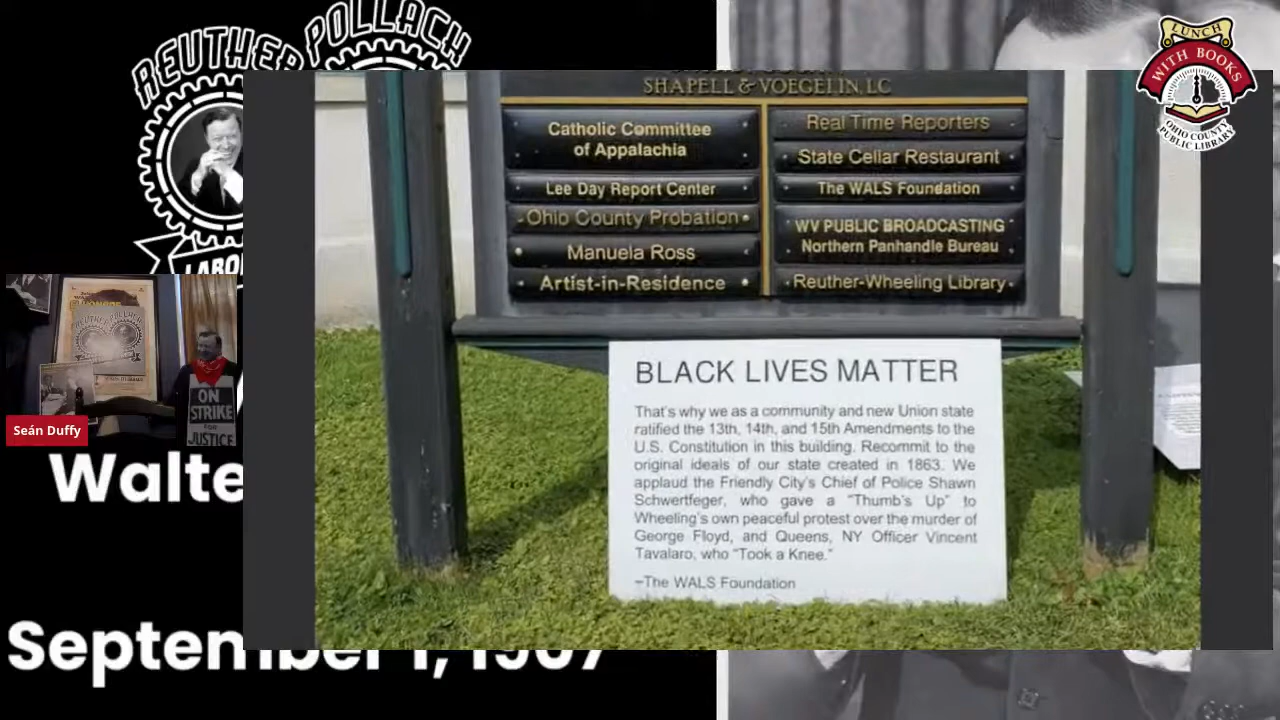 REUTHER POLLACH
LABO
LUNCH
WITH BOOKS
OHIO COUNTY
PUBLIC LIBRARY
SHAPELL & VOEGELIN, LC
Catholic Committee
of Appalachia
Lee Day Report Center
Ohio County Probation
Manuela Ross
Artist-in-Residence
Real Time Reporters
State Cellar Restaurant
The WALS Foundation
WV PUBLIC BROADCASTING
Northern Panhandle Bureau
Reuther-Wheeling Library
BLACK LIVES MATTER
That's why we as a community and new Union state
ratified the 13th, 14th, and 15th Amendments to the
U.S. Constitution in this building. Recommit to the
original ideals of our state created in 1863. We
applaud the Friendly City's Chief of Police Shawn
Schwertfeger, who gave a "Thumb's Up" to
Wheeling's own peaceful protest over the murder of
George Floyd, and Queens, NY Officer Vincent
Tavalaro, who "Took a Knee."
~The WALS Foundation
REUTHER POLLACK
ON
STRIKE
FOR
JUSTICE
Seán Duffy
Walte
September 1, 1907